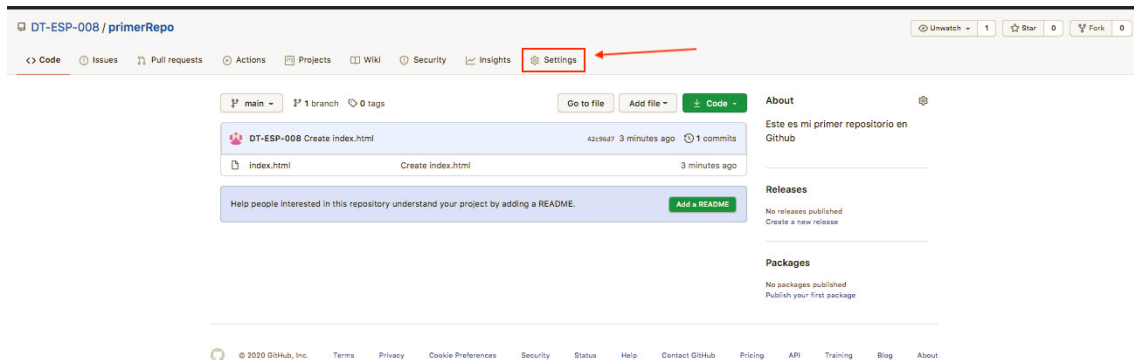 DT-ESP-008 / primerRepo
Unwatch 1 Star 0 Fork 0
Code Issues Pull requests Actions Projects Wiki Security Insights Settings
main 1 branch 0 tags Go to file Add file Code
DT-ESP-008 Create index.html 42c96d7 3 minutes ago 1 commits
index.html Create index.html 3 minutes ago
Help people interested in this repository understand your project by adding a README. Add a README
About
Este es mi primer repositorio en
Github
Releases
No releases published
Create a new release
Packages
No packages published
Publish your first package
© 2020 GitHub, Inc. Terms Privacy Cookie Preferences Security Status Help Contact GitHub Pricing API Training Blog About